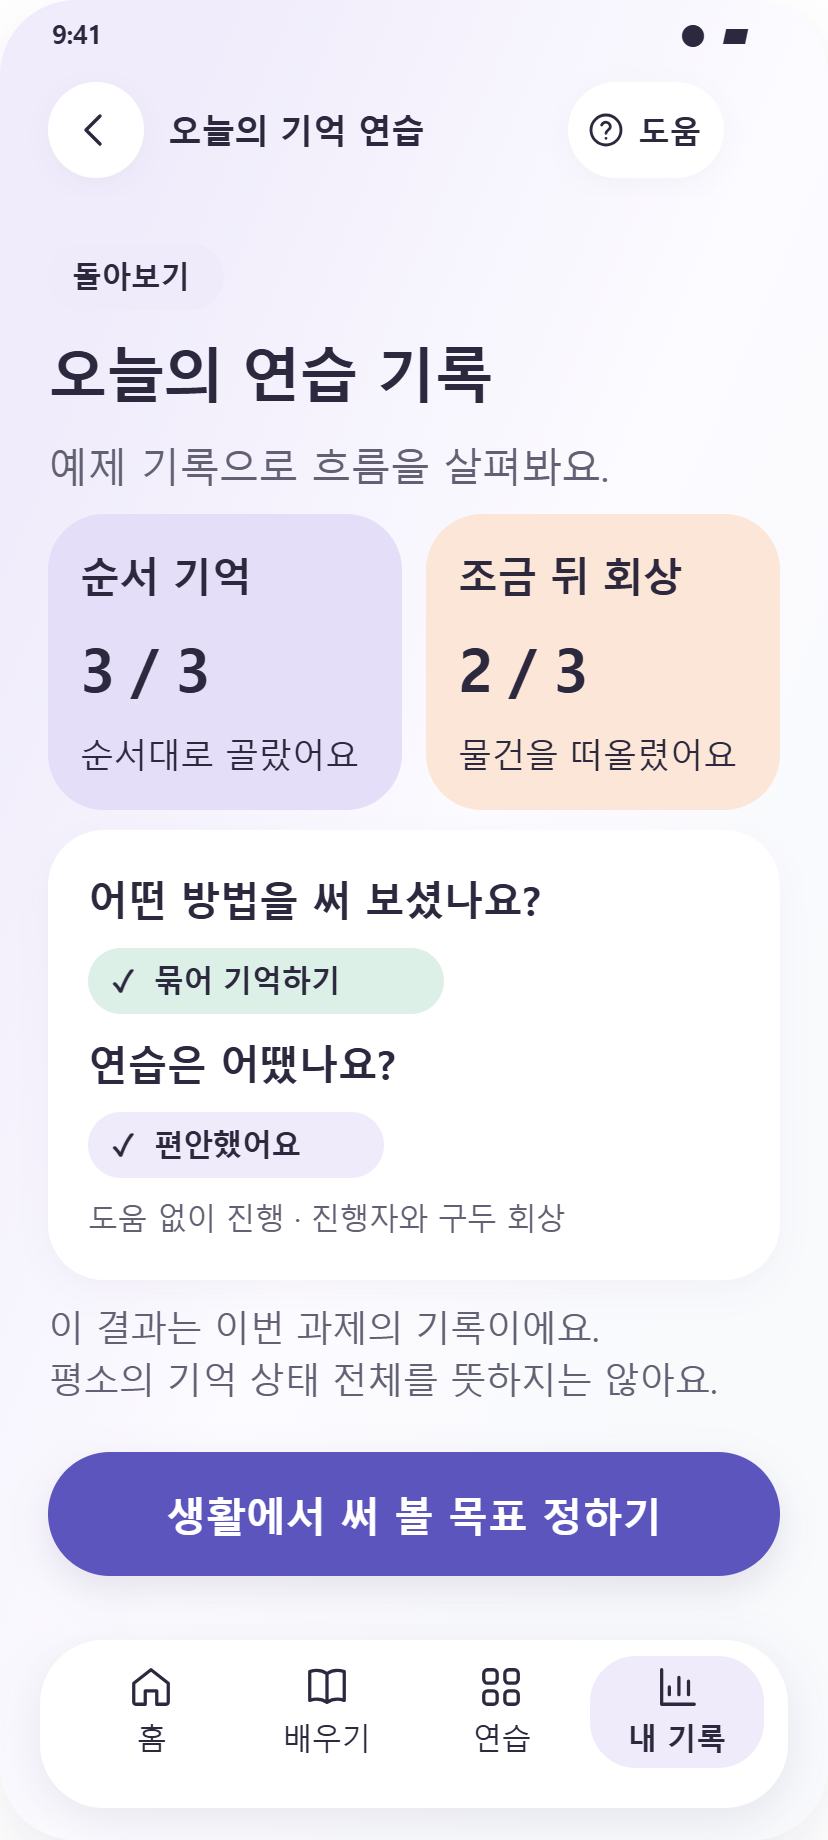 9:41
오늘의 기억 연습
도움
돌아보기
오늘의 연습 기록
예제 기록으로 흐름을 살펴봐요.
순서 기억
3 / 3
순서대로 골랐어요
조금 뒤 회상
2 / 3
물건을 떠올렸어요
어떤 방법을 써 보셨나요?
✓ 묶어 기억하기
연습은 어땠나요?
✓ 편안했어요
도움 없이 진행 · 진행자와 구두 회상
이 결과는 이번 과제의 기록이에요.
평소의 기억 상태 전체를 뜻하지는 않아요.
생활에서 써 볼 목표 정하기
홈
배우기
연습
내 기록